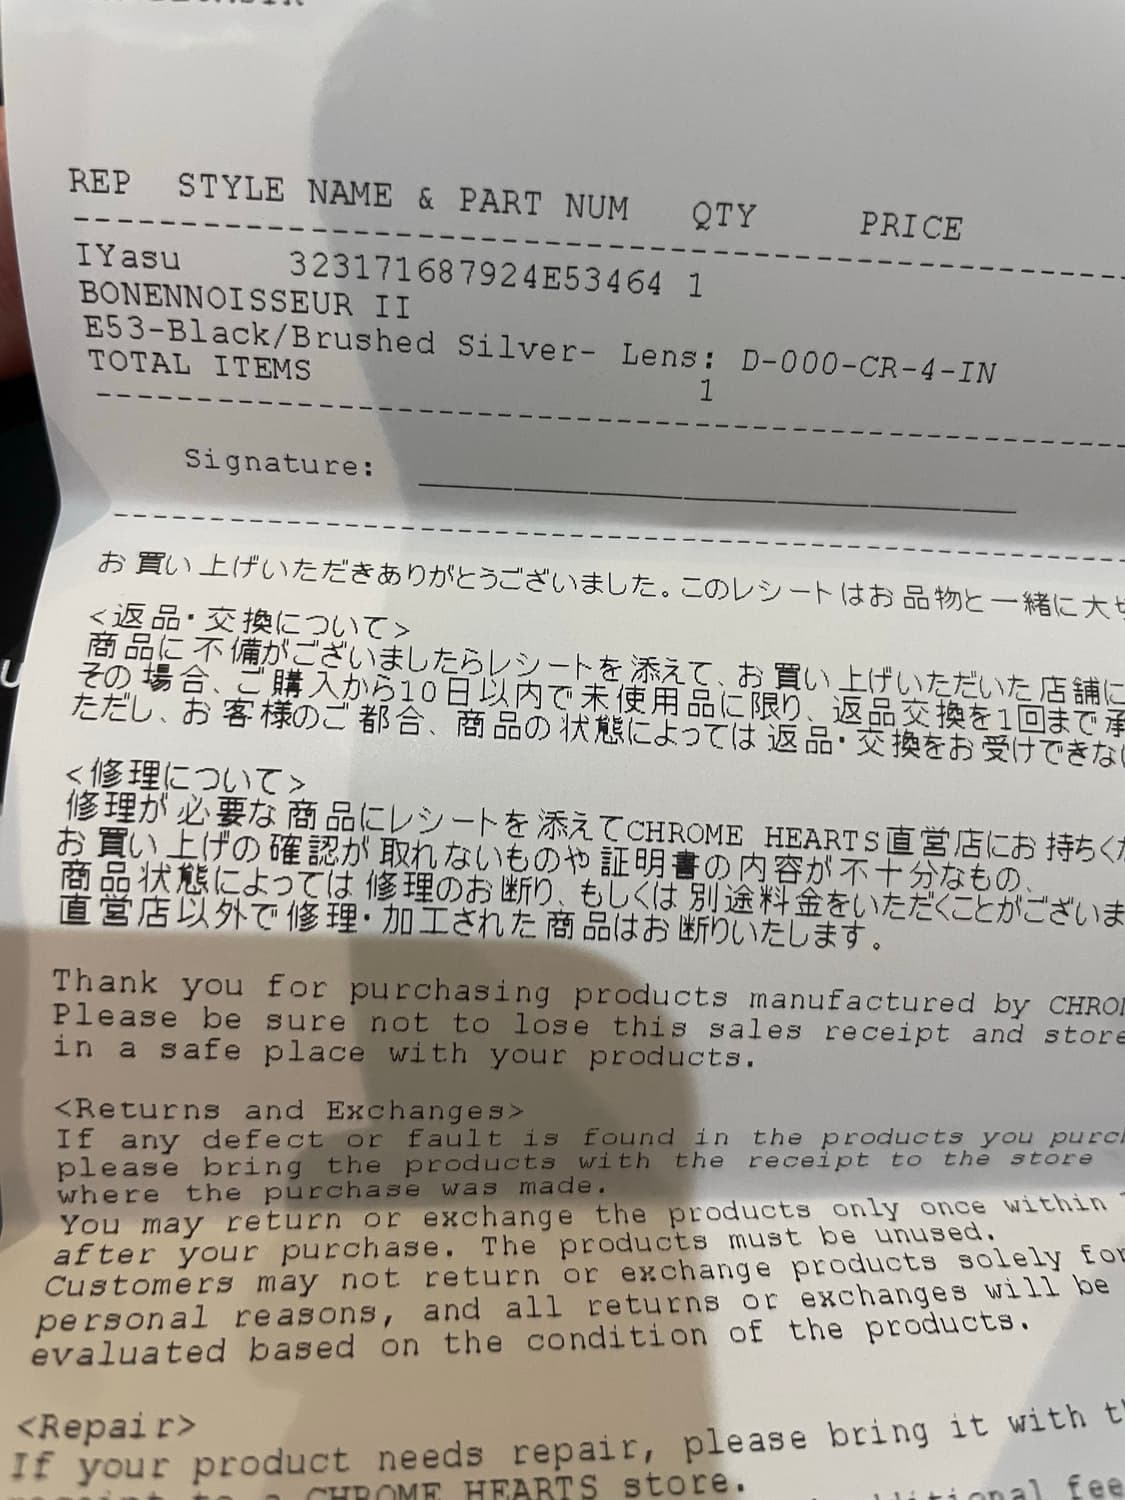 REP STYLE NAME & PART NUM QTY PRICE
IYasu 323171687924E53464 1
BONENNOISSEUR II
E53-Black/Brushed Silver- Lens: D-000-CR-4-IN
TOTAL ITEMS 1
Signature:
お買い上げいただきありがとうございました。このレシートはお品物と一緒に大切
<返品・交換について>
商品に不備がございましたらレシートを添えて、お買い上げいただいた店舗に
その場合、ご購入から10日以内で未使用品に限り、返品交換を1回まで承
ただし、お客様のご都合、商品の状態によっては返品・交換をお受けできない
<修理について>
修理が必要な商品にレシートを添えてCHROME HEARTS直営店にお持ちくだ
お買い上げの確認が取れないものや証明書の内容が不十分なもの、
商品状態によっては修理のお断り、もしくは別途料金をいただくことがございま
直営店以外で修理・加工された商品はお断りいたします。
Thank you for purchasing products manufactured by CHROM
Please be sure not to lose this sales receipt and store
in a safe place with your products.
<Returns and Exchanges>
If any defect or fault is found in the products you purch
please bring the products with the receipt to the store
where the purchase was made.
You may return or exchange the products only once within
after your purchase. The products must be unused.
Customers may not return or exchange products solely for
personal reasons, and all returns or exchanges will be
evaluated based on the condition of the products.
<Repair>
If your product needs repair, please bring it with th
receipt to a CHROME HEARTS store.
additional fee